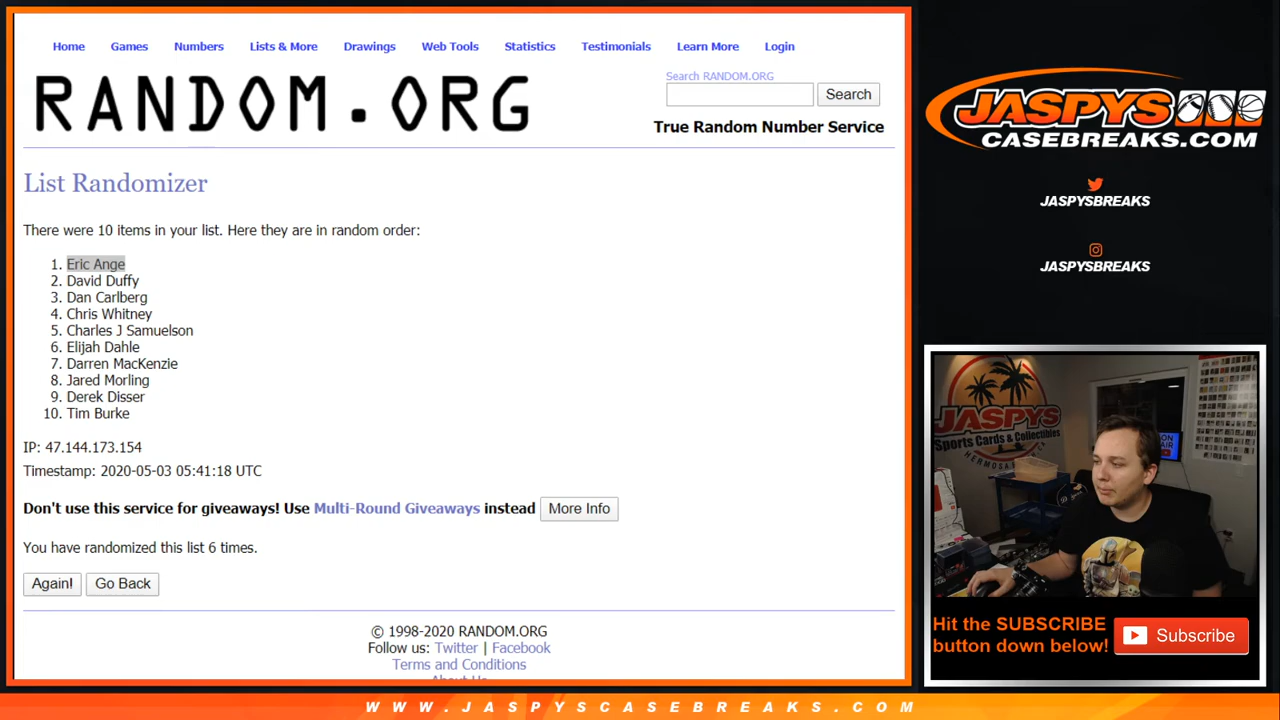 Home Games Numbers Lists & More Drawings Web Tools Statistics Testimonials Learn More Login
RANDOM.ORG
Search RANDOM.ORG
Search
True Random Number Service
List Randomizer
There were 10 items in your list. Here they are in random order:
1. Eric Ange
2. David Duffy
3. Dan Carlberg
4. Chris Whitney
5. Charles J Samuelson
6. Elijah Dahle
7. Darren MacKenzie
8. Jared Morling
9. Derek Disser
10. Tim Burke
IP: 47.144.173.154
Timestamp: 2020-05-03 05:41:18 UTC
Don't use this service for giveaways! Use Multi-Round Giveaways instead More Info
You have randomized this list 6 times.
Again! Go Back
© 1998-2020 RANDOM.ORG
Follow us: Twitter | Facebook
Terms and Conditions
About Us
JASPYS
CASEBREAKS.COM
JASPYSBREAKS
JASPYSBREAKS
JASPYS
Sports Cards & Collectibles
Hit the SUBSCRIBE
button down below!
Subscribe
WWW.JASPYSCASEBREAKS.COM